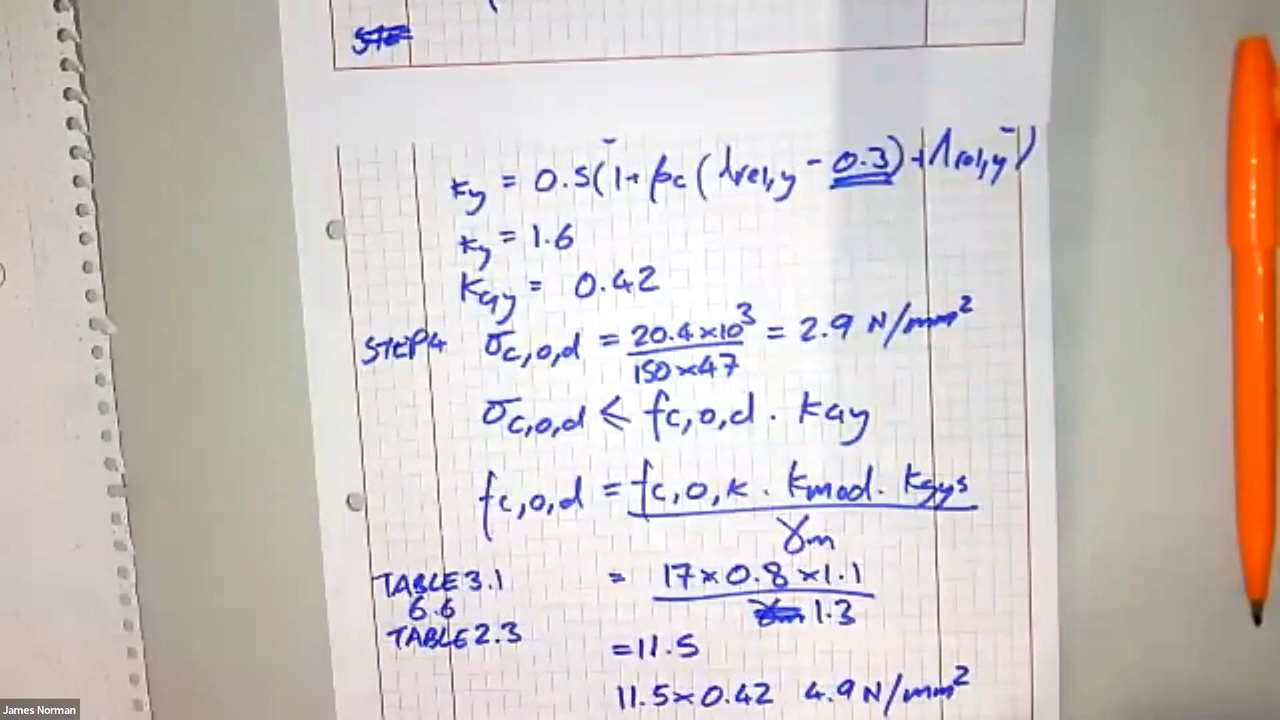 ky = 0.5(1+βc(λrel,y - 0.3)+λrel,y²)
ky = 1.6
kcy = 0.42
STEP4 σc,0,d = 20.4×10³ / 150×47 = 2.9 N/mm²
σc,0,d < fc,0,d . kcy
fc,0,d = fc,0,k . kmod . ksys / γm
TABLE 3.1 = 17×0.8×1.1 / 1.3
6.6
TABLE 2.3
=11.5
11.5×0.42 4.9 N/mm²
James Norman